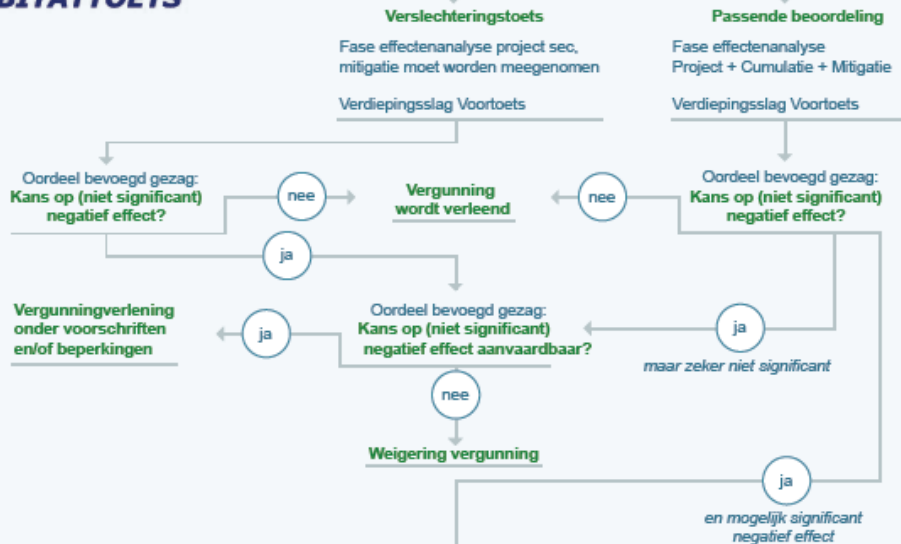 Verslechteringstoets
Fase effectenanalyse project sec,
mitigatie moet worden meegenomen
Verdiepingsslag Voortoets
Passende beoordeling
Fase effectenanalyse
Project + Cumulatie + Mitigatie
Verdiepingsslag Voortoets
Oordeel bevoegd gezag:
Kans op (niet significant)
negatief effect?
nee
Vergunning
wordt verleend
nee
Oordeel bevoegd gezag:
Kans op (niet significant)
negatief effect?
ja
Vergunningverlening
onder voorschriften
en/of beperkingen
ja
Oordeel bevoegd gezag:
Kans op (niet significant)
negatief effect aanvaardbaar?
ja
maar zeker niet significant
nee
Weigering vergunning
ja
en mogelijk significant
negatief effect